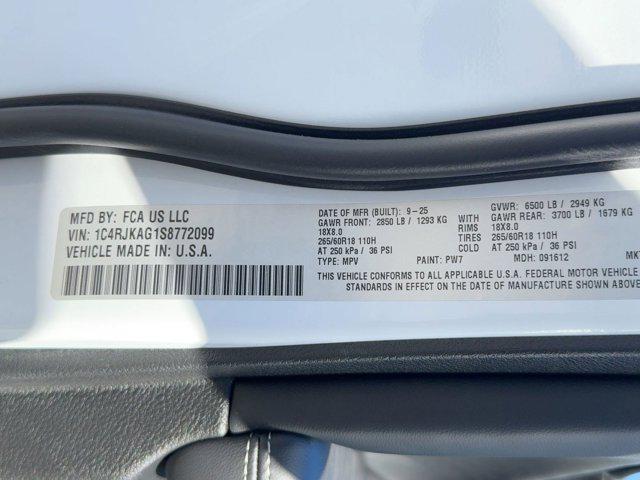 MFD BY: FCA US LLC
VIN: 1C4RJKAG1S8772099
VEHICLE MADE IN: U.S.A.
DATE OF MFR (BUILT): 9-25 GVWR: 6500 LB / 2949 KG
GAWR FRONT: 2850 LB / 1293 KG WITH GAWR REAR: 3700 LB / 1679 KG
18X8.0 RIMS 18X8.0
265/60R18 110H TIRES 265/60R18 110H
AT 250 kPa / 36 PSI COLD AT 250 kPa / 36 PSI
TYPE: MPV PAINT: PW7 MDH: 091612 MKT
THIS VEHICLE CONFORMS TO ALL APPLICABLE U.S.A. FEDERAL MOTOR VEHICLE
STANDARDS IN EFFECT ON THE DATE OF MANUFACTURE SHOWN ABOVE